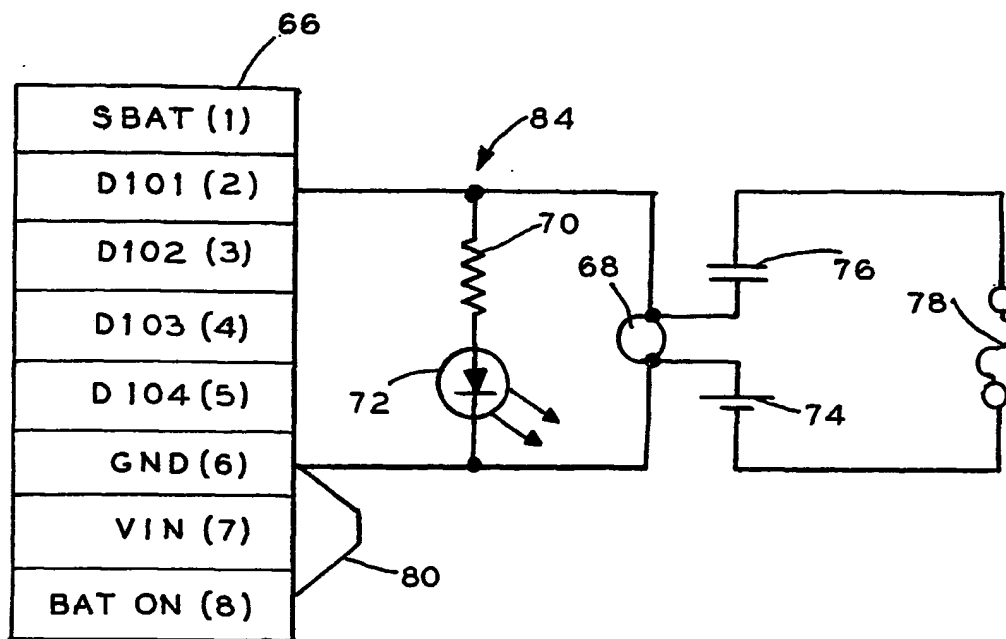 66
SBAT (1)
84
D101 (2)
70
D102 (3)
68
76
78
D103 (4)
D104 (5)
72
74
GND (6)
VIN (7)
80
BAT ON (8)